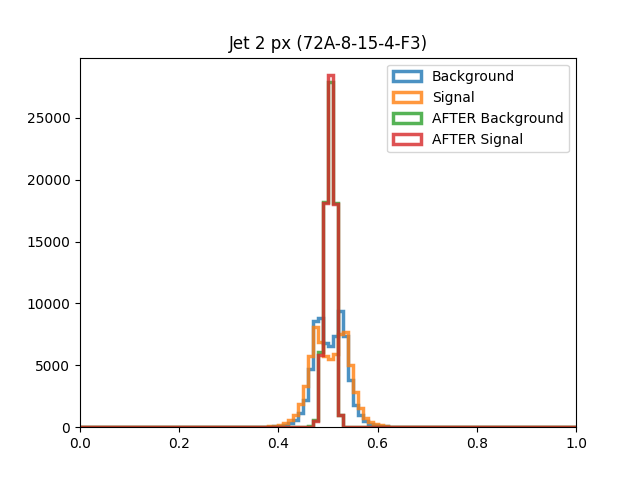 Jet 2 px (72A-8-15-4-F3)
Background
Signal
AFTER Background
AFTER Signal
25000
20000
15000
10000
5000
0
0.0 0.2 0.4 0.6 0.8 1.0